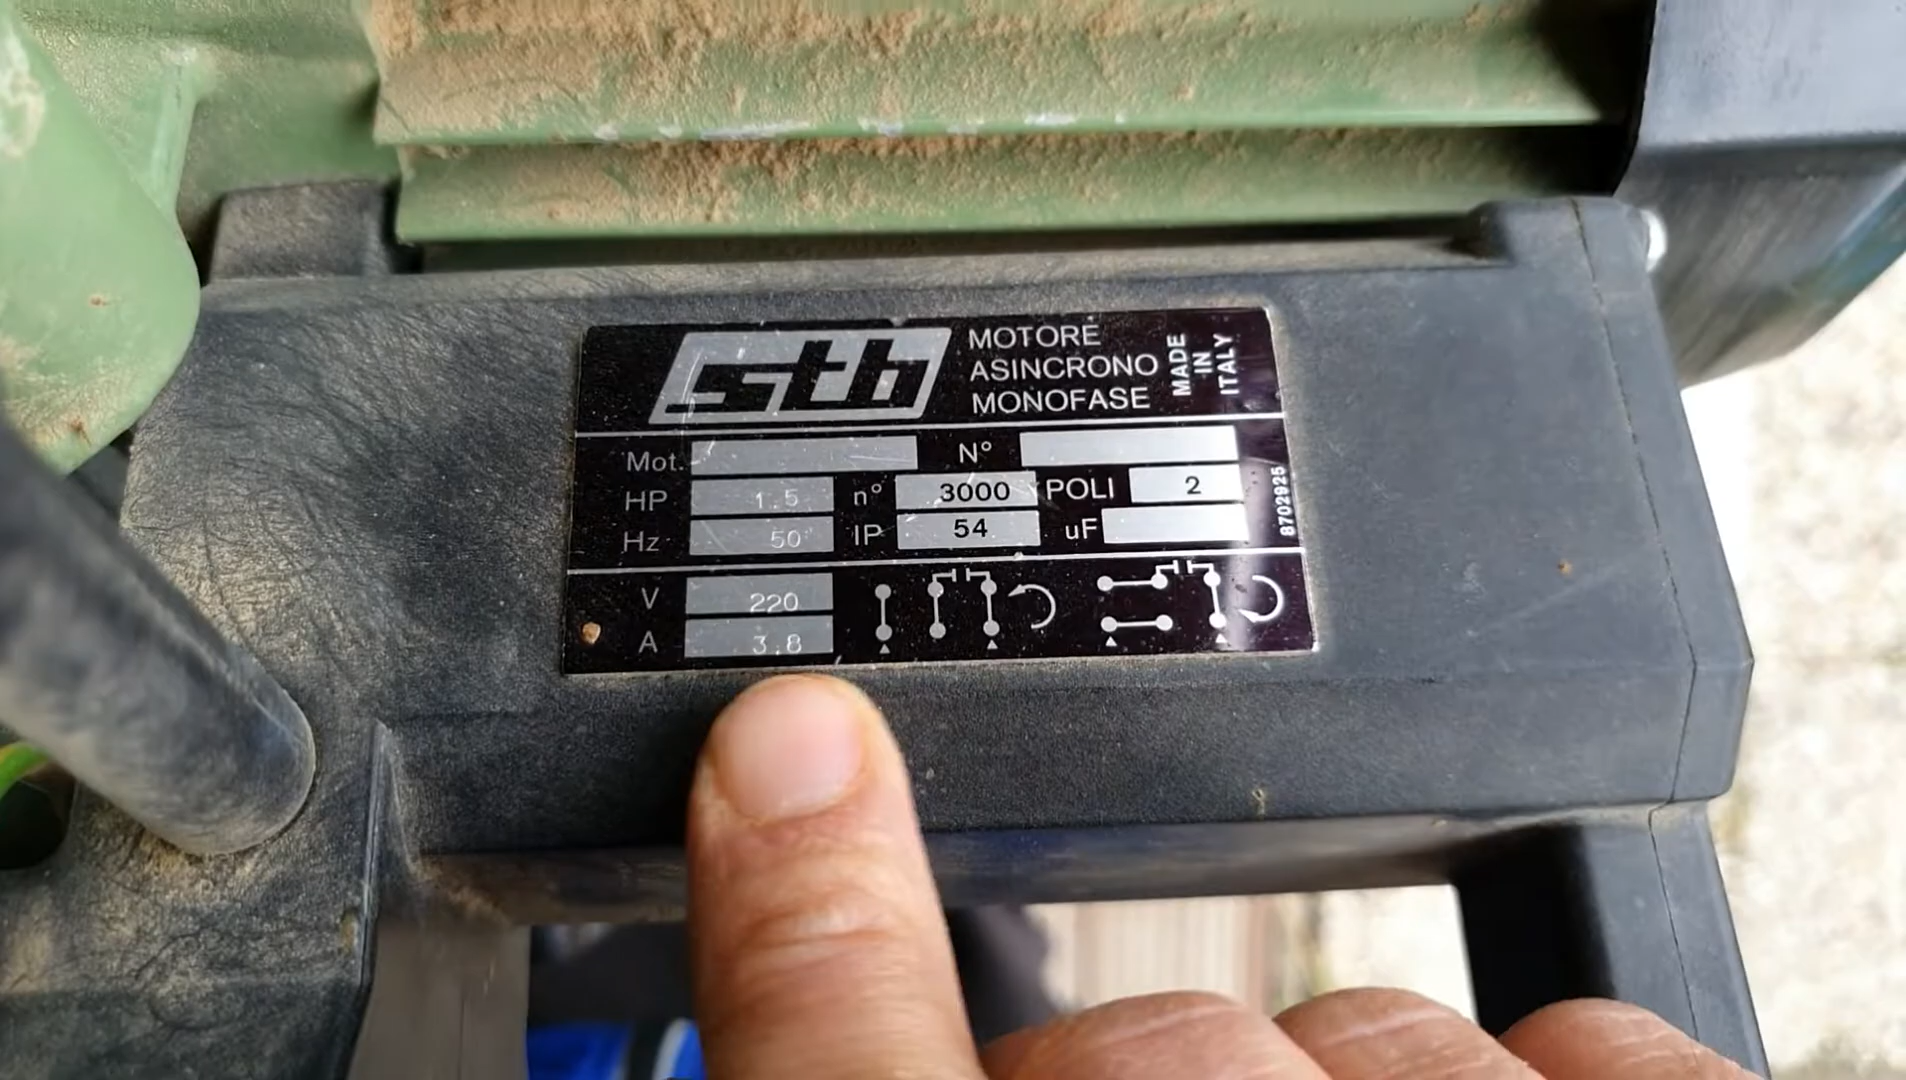 stb
MOTORE
ASINCRONO
MONOFASE
MADE
IN
ITALY
Mot. N°
HP 1.5 n° 3000 POLI 2
Hz 50 IP 54 uF
8702925
V 220
A 3.8